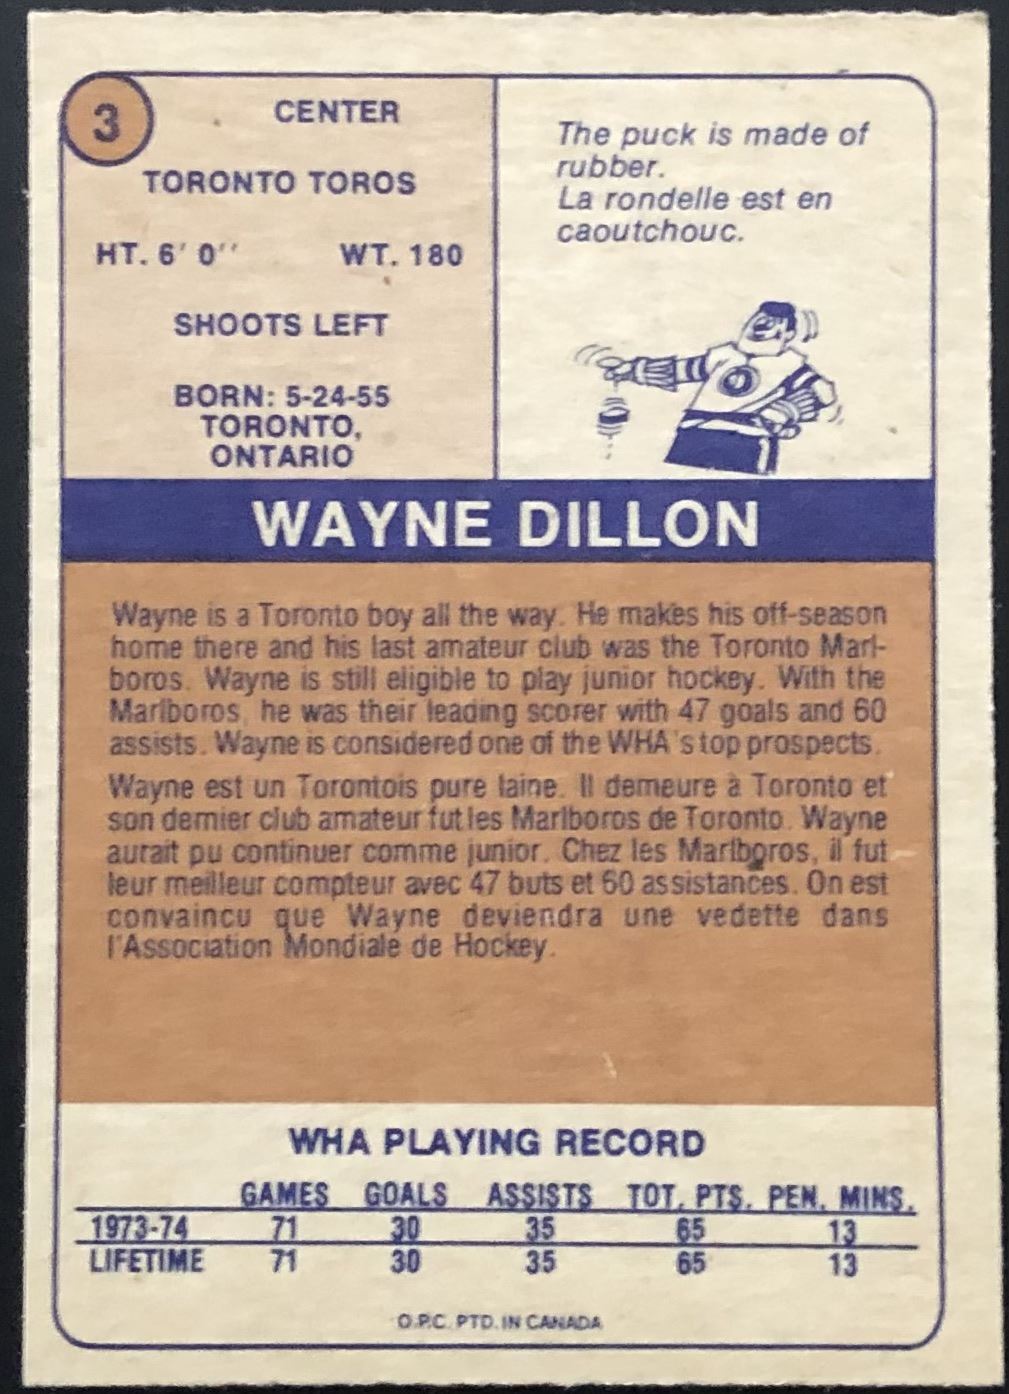 3
CENTER
TORONTO TOROS
HT. 6' 0'' WT. 180
SHOOTS LEFT
BORN: 5-24-55
TORONTO,
ONTARIO
The puck is made of
rubber.
La rondelle est en
caoutchouc.
WAYNE DILLON
Wayne is a Toronto boy all the way. He makes his off-season
home there and his last amateur club was the Toronto Marl-
boros. Wayne is still eligible to play junior hockey. With the
Marlboros, he was their leading scorer with 47 goals and 60
assists. Wayne is considered one of the WHA's top prospects.
Wayne est un Torontois pure laine. Il demeure à Toronto et
son dernier club amateur fut les Marlboros de Toronto. Wayne
aurait pu continuer comme junior. Chez les Marlboros, il fut
leur meilleur compteur avec 47 buts et 60 assistances. On est
convaincu que Wayne deviendra une vedette dans
l'Association Mondiale de Hockey.
WHA PLAYING RECORD
GAMES GOALS ASSISTS TOT. PTS. PEN. MINS.
1973-74 71 30 35 65 13
LIFETIME 71 30 35 65 13
O.P.C. PTD. IN CANADA